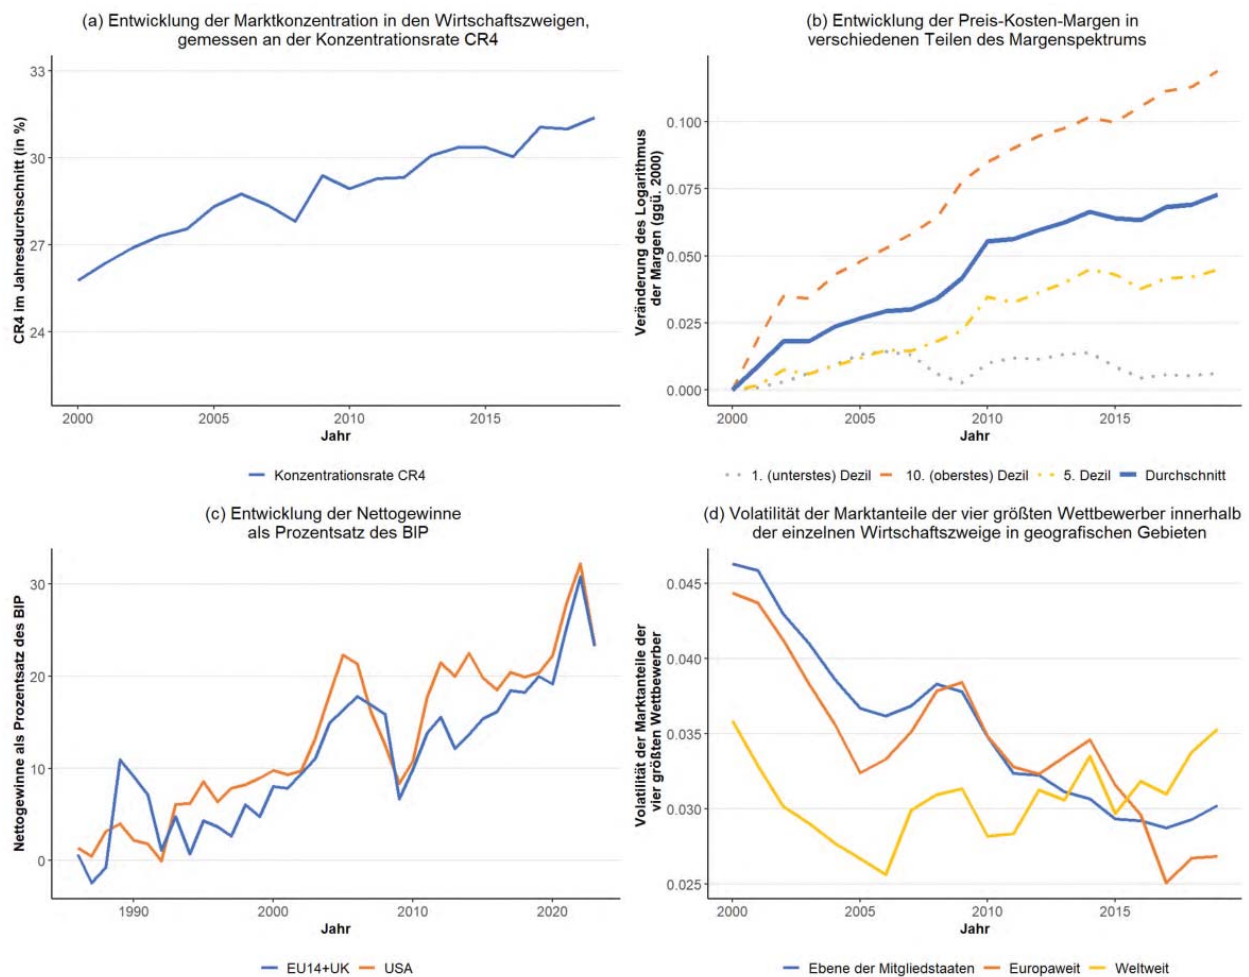 (a) Entwicklung der Marktkonzentration in den Wirtschaftszweigen,
gemessen an der Konzentrationsrate CR4
CR4 im Jahresdurchschnitt (in %)
33
30
27
24
2000
2005
2010
2015
Jahr
Konzentrationsrate CR4
(b) Entwicklung der Preis-Kosten-Margen in
verschiedenen Teilen des Margenspektrums
Veränderung des Logarithmus
der Margen (ggü. 2000)
0.100
0.075
0.050
0.025
0.000
2000
2005
2010
2015
Jahr
1. (unterstes) Dezil
10. (oberstes) Dezil
5. Dezil
Durchschnitt
(c) Entwicklung der Nettogewinne
als Prozentsatz des BIP
Nettogewinne als Prozentsatz des BIP
30
20
10
0
1990
2000
2010
2020
Jahr
EU14+UK
USA
(d) Volatilität der Marktanteile der vier größten Wettbewerber innerhalb
der einzelnen Wirtschaftszweige in geografischen Gebieten
Volatilität der Marktanteile der
vier größten Wettbewerber
0.045
0.040
0.035
0.030
0.025
2000
2005
2010
2015
Jahr
Ebene der Mitgliedstaaten
Europaweit
Weltweit